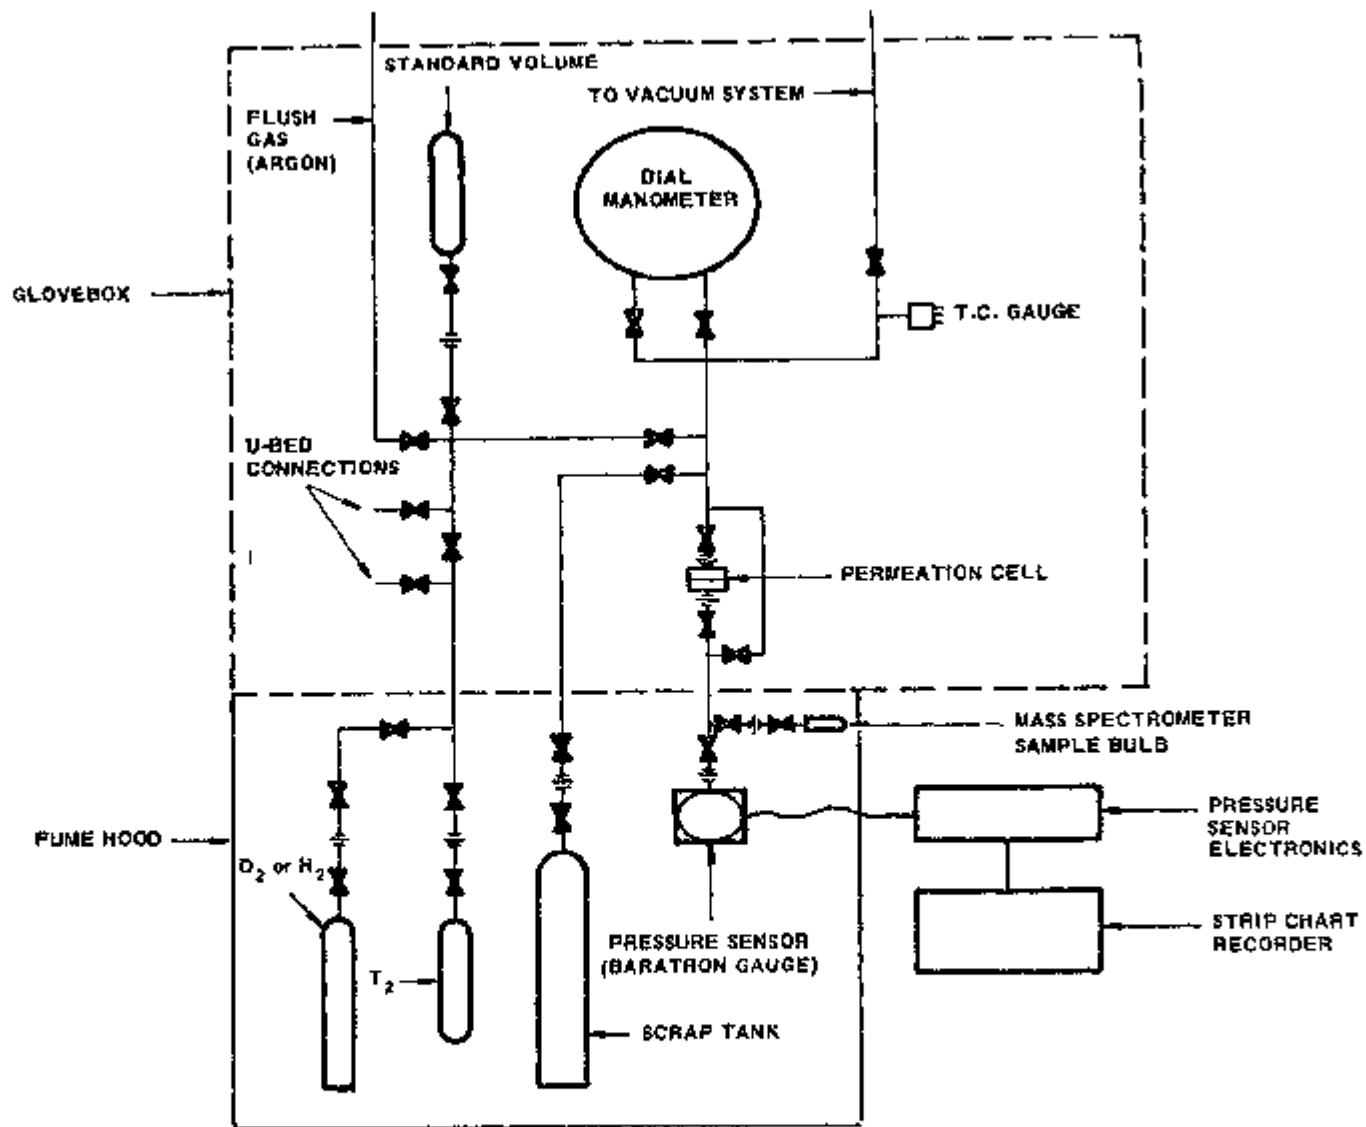 STANDARD VOLUME
FLUSH
GAS
(ARGON)
TO VACUUM SYSTEM
DIAL
MANOMETER
GLOVEBOX
T.C. GAUGE
U-BED
CONNECTIONS
PERMEATION CELL
MASS SPECTROMETER
SAMPLE BULB
PRESSURE
SENSOR
ELECTRONICS
FUME HOOD
D2 or H2
STRIP CHART
RECORDER
PRESSURE SENSOR
(BARATRON GAUGE)
T2
SCRAP TANK